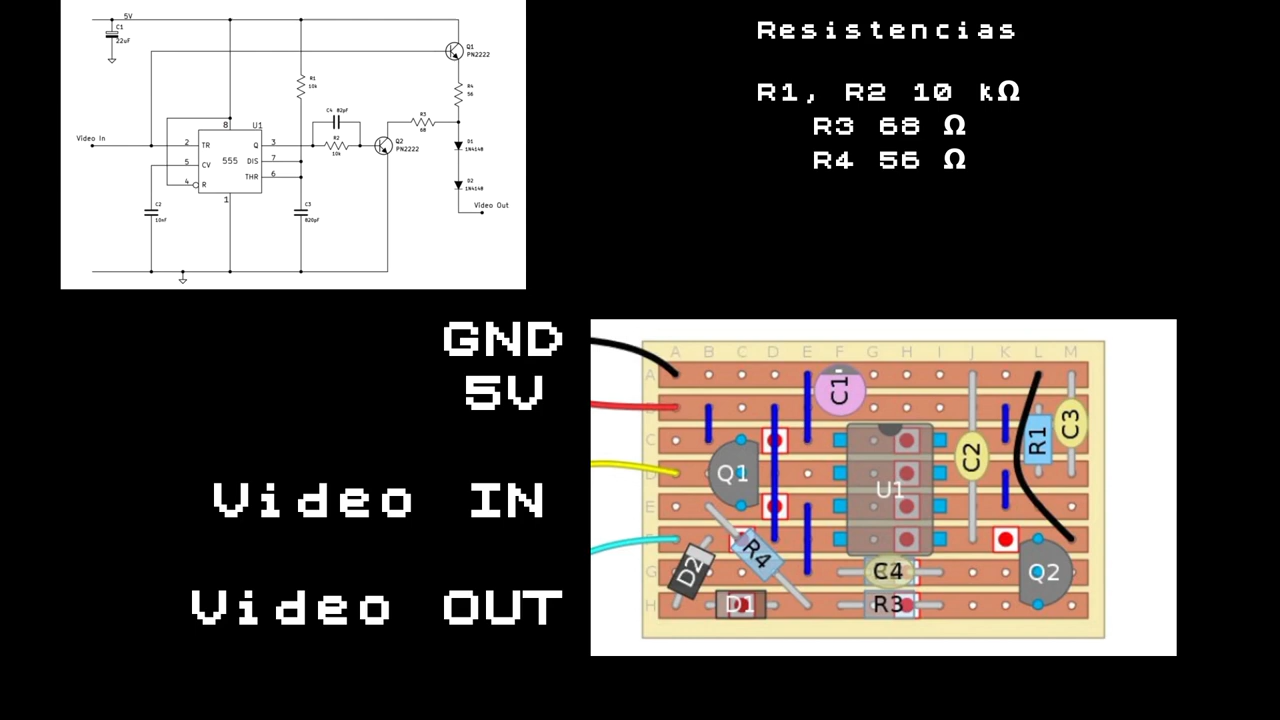 5V
C1
22uF
Q1
PN2222
R1
10k
R4
56
C4 82pF
R3
68
Video In
8
U1
2
TR
Q
3
R2
10k
Q2
PN2222
D1
1N4148
5
CV
555
DIS
7
THR
6
4
R
1
D2
1N4148
Video Out
C2
10nF
C3
820pF
Resistencias
R1, R2 10 kΩ
R3 68 Ω
R4 56 Ω
GND
5V
Video IN
Video OUT
A B C D E F G H I J K L M
A
C
D
E
G
H
C1
Q1
U1
C2
R1
C3
R4
D2
D1
C4
R3
Q2